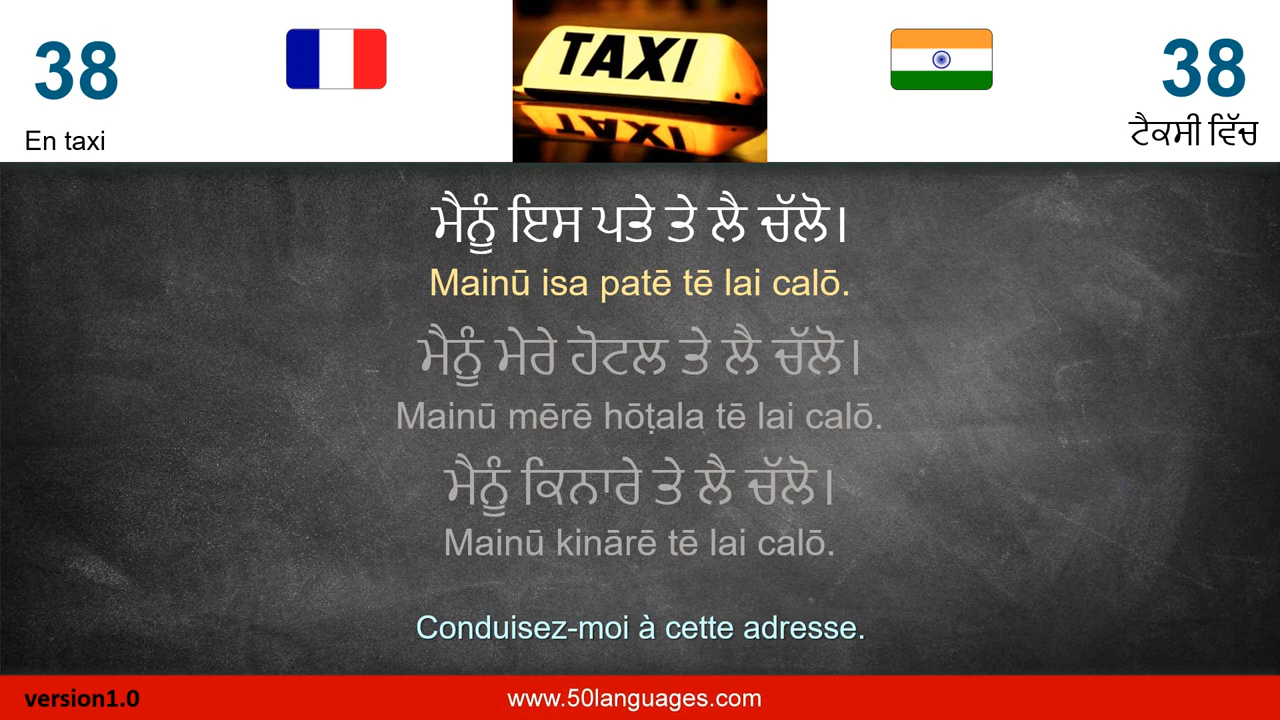 38
En taxi
TAXI
38
ਟੈਕਸੀ ਵਿੱਚ
ਮੈਨੂੰ ਇਸ ਪਤੇ ਤੇ ਲੈ ਚੱਲੋ।
Mainū isa patē tē lai calō.
ਮੈਨੂੰ ਮੇਰੇ ਹੋਟਲ ਤੇ ਲੈ ਚੱਲੋ।
Mainū mērē hōṭala tē lai calō.
ਮੈਨੂੰ ਕਿਨਾਰੇ ਤੇ ਲੈ ਚੱਲੋ।
Mainū kinārē tē lai calō.
Conduisez-moi à cette adresse.
version1.0
www.50languages.com